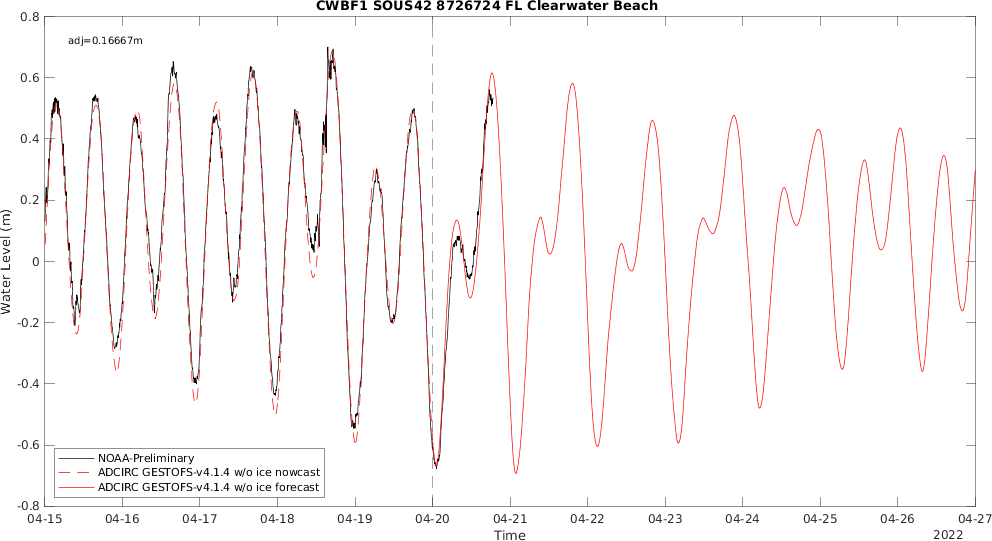 CWBF1 SOUS42 8726724 FL Clearwater Beach
adj=0.16667m
0.8
0.6
0.4
0.2
0
-0.2
-0.4
-0.6
-0.8
Water Level (m)
NOAA-Preliminary
ADCIRC GESTOFS-v4.1.4 w/o ice nowcast
ADCIRC GESTOFS-v4.1.4 w/o ice forecast
04-15 04-16 04-17 04-18 04-19 04-20 04-21 04-22 04-23 04-24 04-25 04-26 04-27
Time
2022